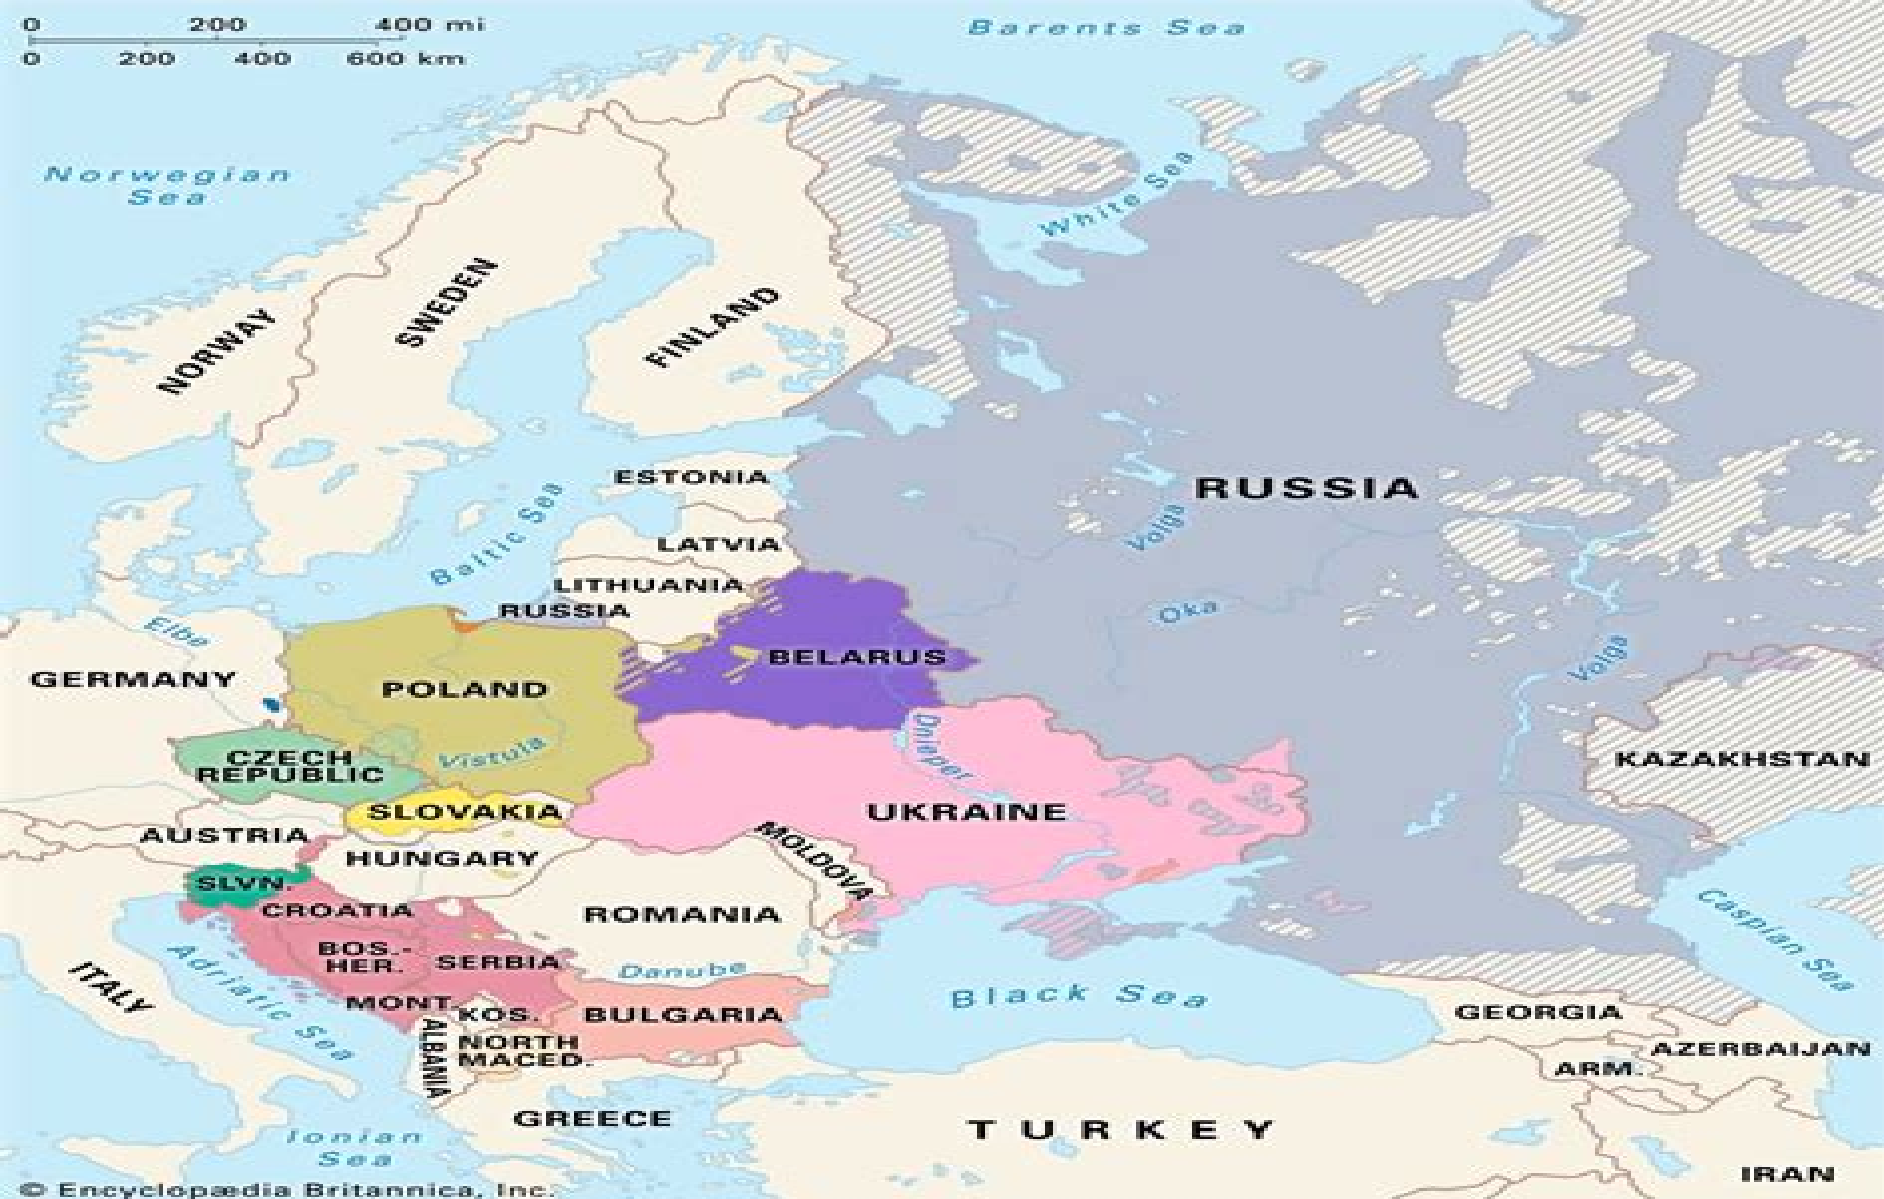 0 200 400 mi
0 200 400 600 km
Barents Sea
Norwegian
Sea
White Sea
NORWAY
SWEDEN
FINLAND
RUSSIA
ESTONIA
Baltic Sea
Volga
LATVIA
LITHUANIA
RUSSIA
Oka
Elbe
Volga
BELARUS
GERMANY
POLAND
Dnieper
Vistula
CZECH
REPUBLIC
KAZAKHSTAN
SLOVAKIA
UKRAINE
AUSTRIA
MOLDOVA
HUNGARY
SLVN.
CROATIA
ROMANIA
Caspian Sea
BOS.-
HER.
SERBIA
Danube
ITALY
Adriatic Sea
MONT.
KOS.
BULGARIA
Black Sea
GEORGIA
ALBANIA
NORTH
MACED.
AZERBAIJAN
ARM.
GREECE
TURKEY
Ionian
Sea
IRAN
© Encyclopædia Britannica, Inc.